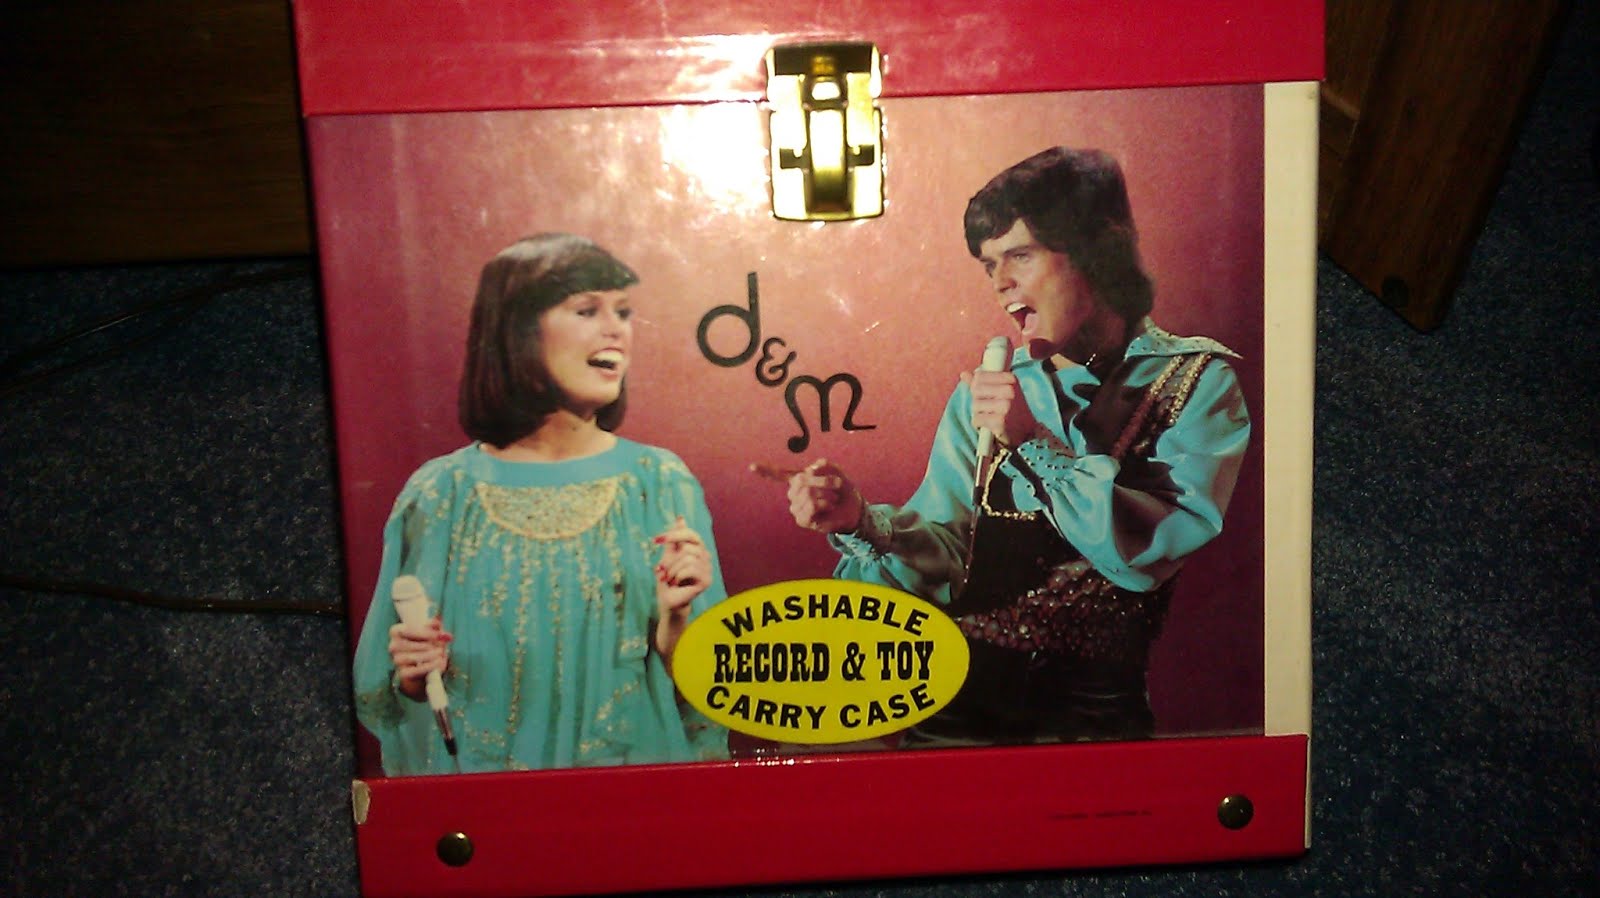 d
&
m
WASHABLE
RECORD & TOY
CARRY CASE